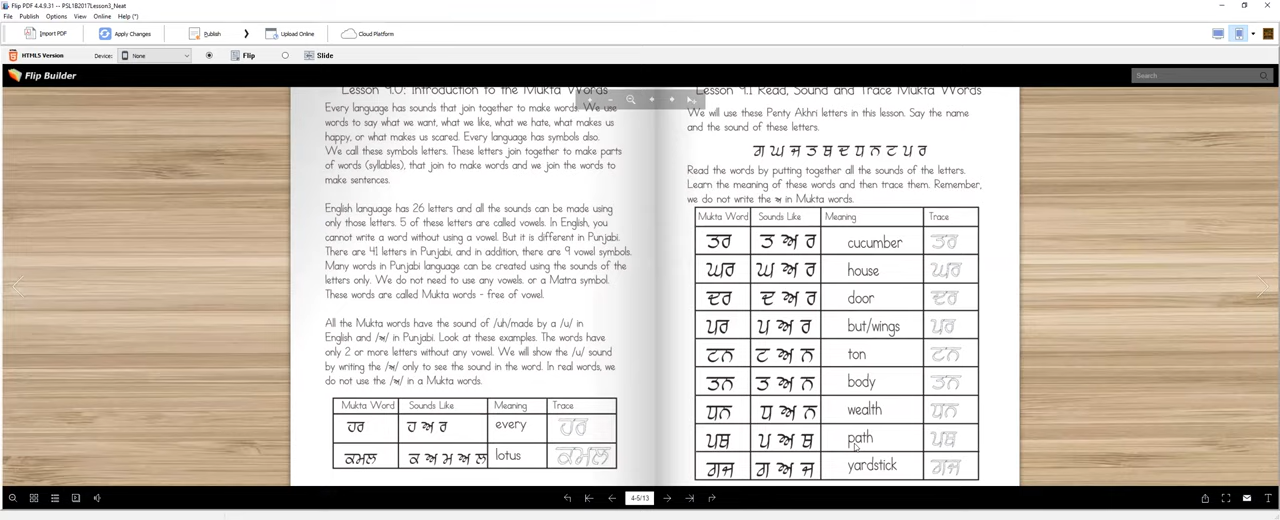 Flip PDF 4.4.9.31 -- PSL1B2017Lesson3_Neat
File Publish Options Edit View Online Help (*)
Import PDF Apply Changes Publish Upload Online Cloud Platform
HTML5 Version Device: None Flip Slide
Flip Builder Search
Lesson 4.0: Introduction to the Mukta Words
Every language has sounds that join together to make words. We use
words to say what we want, what we like, what we hate, what makes us
happy, or what makes us scared. Every language has symbols also.
We call these symbols letters. These letters join together to make parts
of words (syllables), that join to make words and we join the words to
make sentences.
English language has 26 letters and all the sounds can be made using
only those letters. 5 of these letters are called vowels. In English, you
cannot write a word without using a vowel. But it is different in Punjabi.
There are 41 letters in Punjabi, and in addition, there are 9 vowel symbols.
Many words in Punjabi language can be created using the sounds of the
letters only. We do not need to use any vowels. or a Matra symbol.
These words are called Mukta words - free of vowel.
All the Mukta words have the sound of /uh/made by a /u/ in
English and /ਅ/ in Punjabi. Look at these examples. The words have
only 2 or more letters without any vowel. We will show the /u/ sound
by writing the /ਅ/ only to see the sound in the word. In real words, we
do not use the /ਅ/ in a Mukta words.
Mukta Word Sounds Like Meaning Trace
ਹਰ ਹ ਅ ਰ every ਹਰ
ਕਮਲ ਕ ਅ ਮ ਅ ਲ lotus ਕਮਲ
Lesson 4.1 Read, Sound and Trace Mukta Words
We will use these Penty Akhri letters in this lesson. Say the name
and the sound of these letters.
ਗ ਘ ਜ ਤ ਥ ਦ ਧ ਨ ਟ ਪ ਰ
Read the words by putting together all the sounds of the letters.
Learn the meaning of these words and then trace them. Remember,
we do not write the ਅ in Mukta words.
Mukta Word Sounds Like Meaning Trace
ਤਰ ਤ ਅ ਰ cucumber ਤਰ
ਘਰ ਘ ਅ ਰ house ਘਰ
ਦਰ ਦ ਅ ਰ door ਦਰ
ਪਰ ਪ ਅ ਰ but/wings ਪਰ
ਟਨ ਟ ਅ ਨ ton ਟਨ
ਤਨ ਤ ਅ ਨ body ਤਨ
ਧਨ ਧ ਅ ਨ wealth ਧਨ
ਪਥ ਪ ਅ ਥ path ਪਥ
ਗਜ ਗ ਅ ਜ yardstick ਗਜ
4-5/13